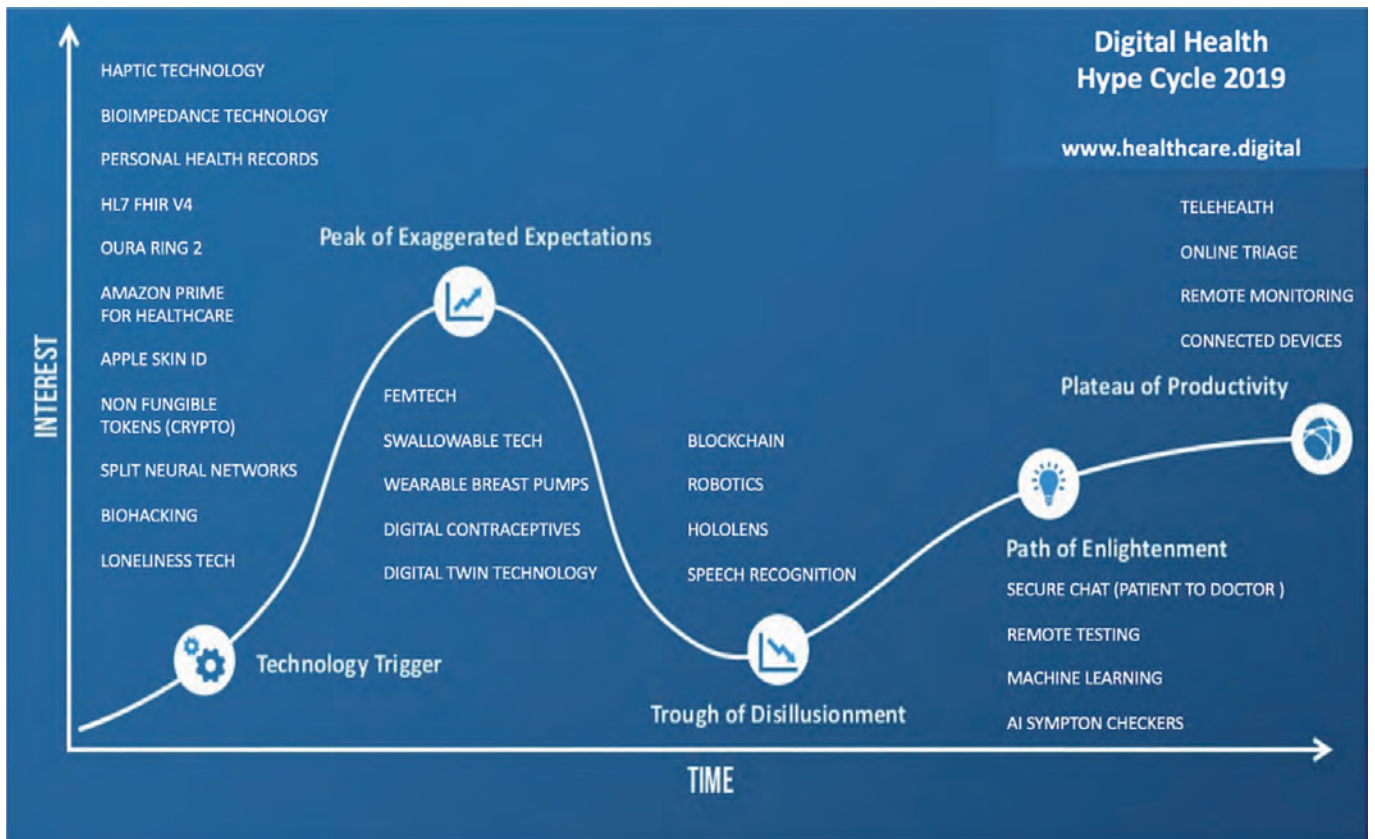 Digital Health
Hype Cycle 2019
www.healthcare.digital
HAPTIC TECHNOLOGY
BIOIMPEDANCE TECHNOLOGY
PERSONAL HEALTH RECORDS
HL7 FHIR V4
OURA RING 2
AMAZON PRIME
FOR HEALTHCARE
APPLE SKIN ID
NON FUNGIBLE
TOKENS (CRYPTO)
SPLIT NEURAL NETWORKS
BIOHACKING
LONELINESS TECH
Technology Trigger
Peak of Exaggerated Expectations
FEMTECH
SWALLOWABLE TECH
WEARABLE BREAST PUMPS
DIGITAL CONTRACEPTIVES
DIGITAL TWIN TECHNOLOGY
BLOCKCHAIN
ROBOTICS
HOLOLENS
SPEECH RECOGNITION
Trough of Disillusionment
TELEHEALTH
ONLINE TRIAGE
REMOTE MONITORING
CONNECTED DEVICES
Plateau of Productivity
Path of Enlightenment
SECURE CHAT (PATIENT TO DOCTOR )
REMOTE TESTING
MACHINE LEARNING
AI SYMPTON CHECKERS
INTEREST
TIME